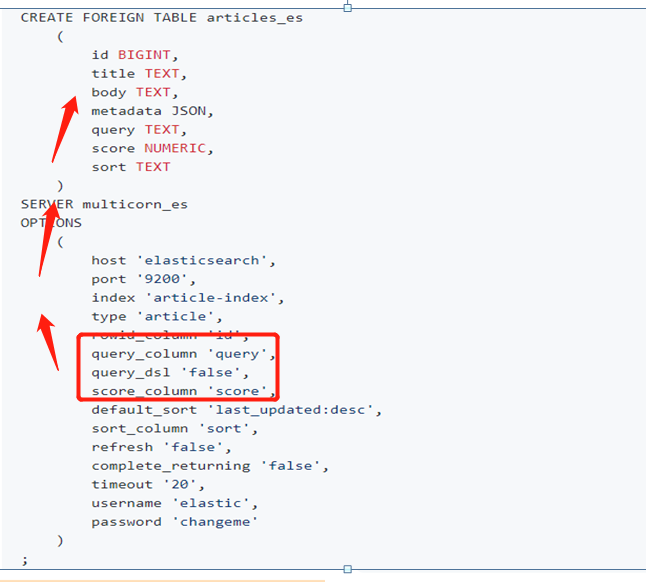 CREATE FOREIGN TABLE articles_es
(
id BIGINT,
title TEXT,
body TEXT,
metadata JSON,
query TEXT,
score NUMERIC,
sort TEXT
)
SERVER multicorn_es
OPTIONS
(
host 'elasticsearch',
port '9200',
index 'article-index',
type 'article',
rowid_column 'id',
query_column 'query',
query_dsl 'false',
score_column 'score',
default_sort 'last_updated:desc',
sort_column 'sort',
refresh 'false',
complete_returning 'false',
timeout '20',
username 'elastic',
password 'changeme'
)
;